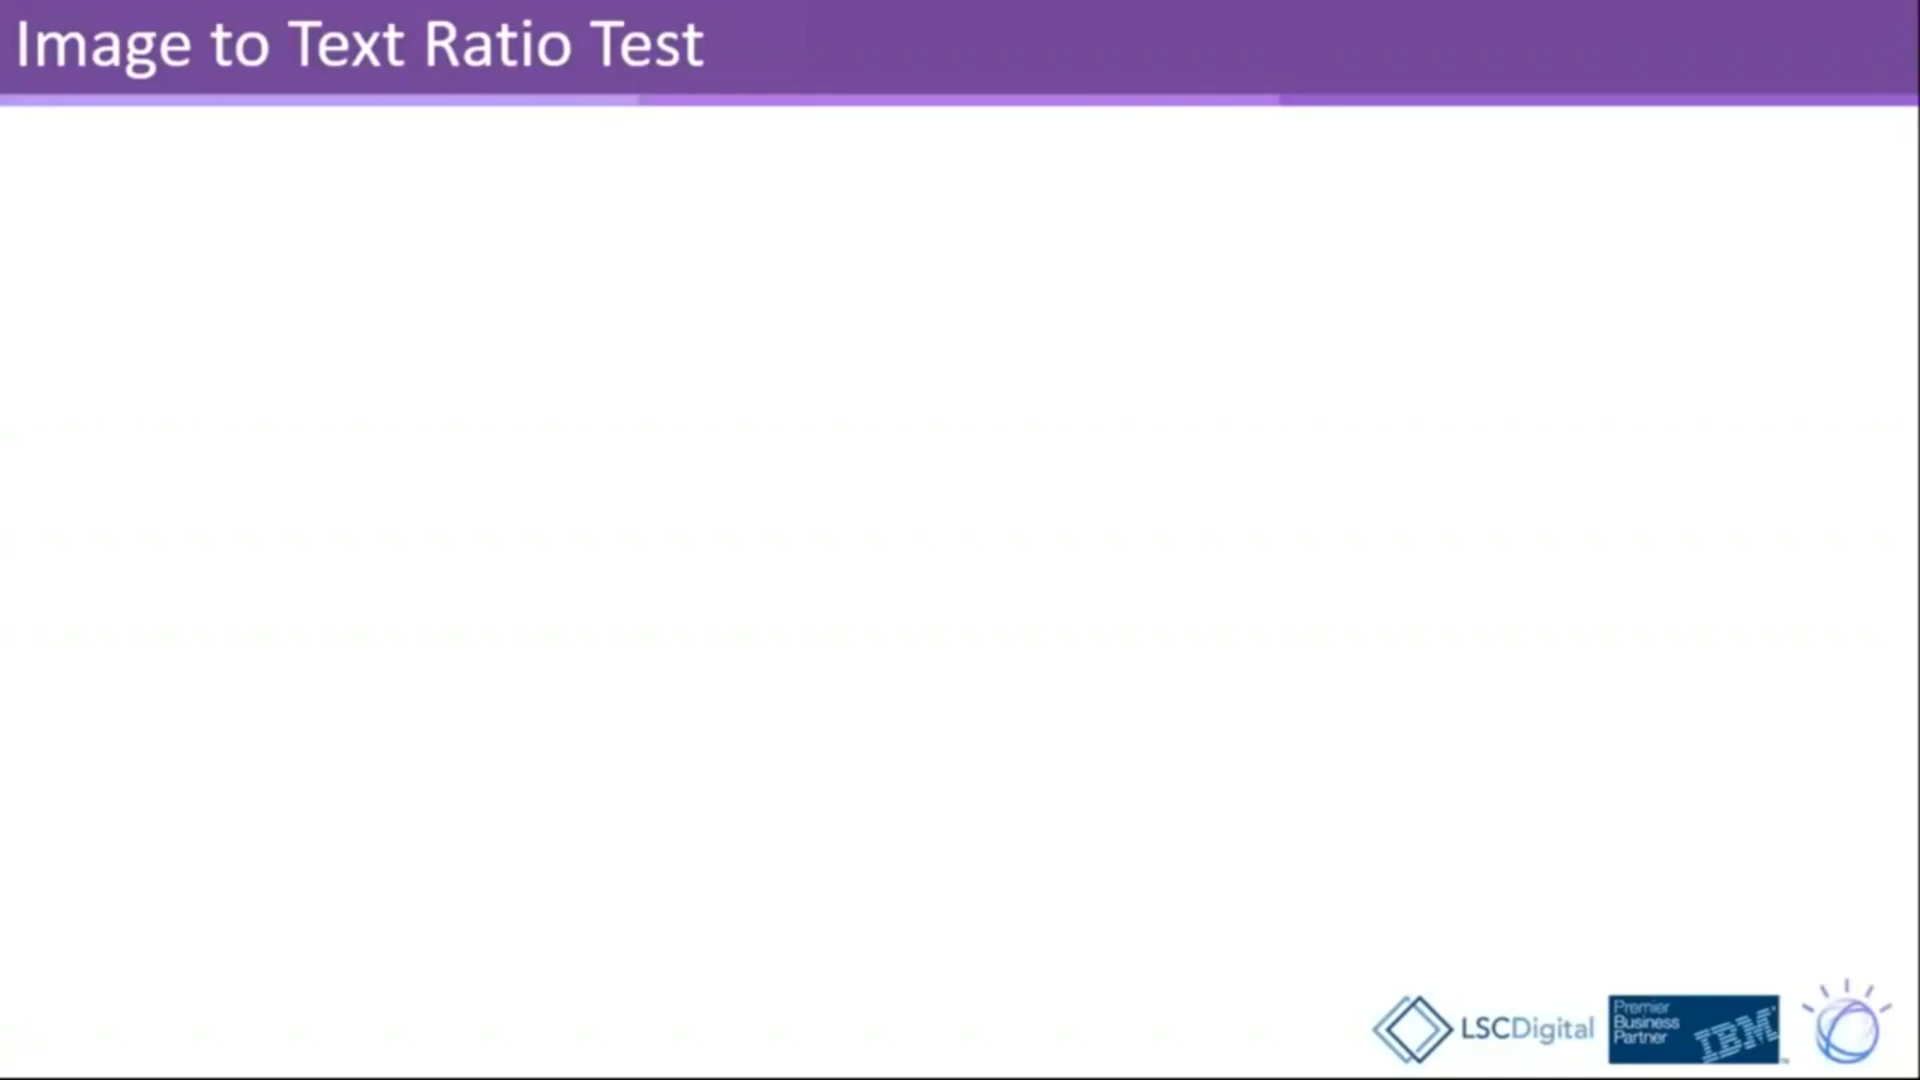 Image to Text Ratio Test
LSCDigital
Premier
Business
Partner
IBM